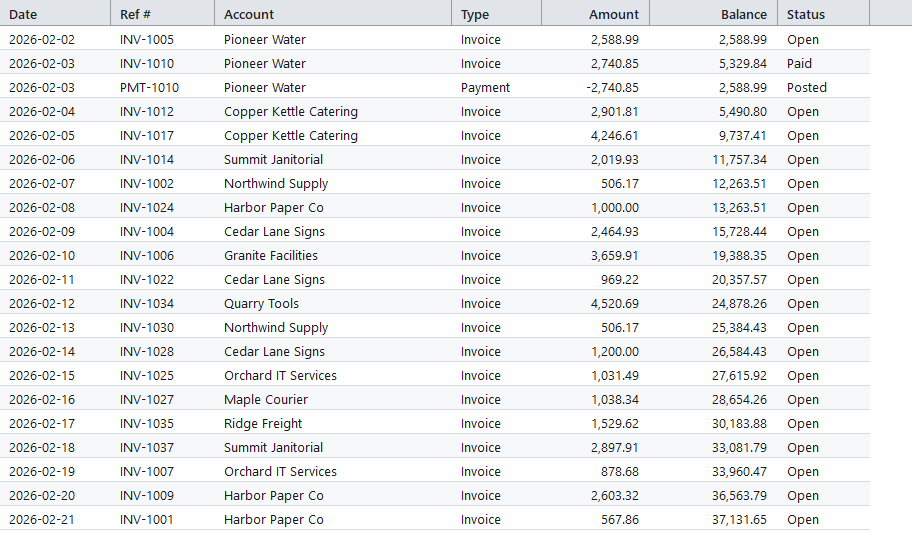 Date Ref # Account Type Amount Balance Status
2026-02-02 INV-1005 Pioneer Water Invoice 2,588.99 2,588.99 Open
2026-02-03 INV-1010 Pioneer Water Invoice 2,740.85 5,329.84 Paid
2026-02-03 PMT-1010 Pioneer Water Payment -2,740.85 2,588.99 Posted
2026-02-04 INV-1012 Copper Kettle Catering Invoice 2,901.81 5,490.80 Open
2026-02-05 INV-1017 Copper Kettle Catering Invoice 4,246.61 9,737.41 Open
2026-02-06 INV-1014 Summit Janitorial Invoice 2,019.93 11,757.34 Open
2026-02-07 INV-1002 Northwind Supply Invoice 506.17 12,263.51 Open
2026-02-08 INV-1024 Harbor Paper Co Invoice 1,000.00 13,263.51 Open
2026-02-09 INV-1004 Cedar Lane Signs Invoice 2,464.93 15,728.44 Open
2026-02-10 INV-1006 Granite Facilities Invoice 3,659.91 19,388.35 Open
2026-02-11 INV-1022 Cedar Lane Signs Invoice 969.22 20,357.57 Open
2026-02-12 INV-1034 Quarry Tools Invoice 4,520.69 24,878.26 Open
2026-02-13 INV-1030 Northwind Supply Invoice 506.17 25,384.43 Open
2026-02-14 INV-1028 Cedar Lane Signs Invoice 1,200.00 26,584.43 Open
2026-02-15 INV-1025 Orchard IT Services Invoice 1,031.49 27,615.92 Open
2026-02-16 INV-1027 Maple Courier Invoice 1,038.34 28,654.26 Open
2026-02-17 INV-1035 Ridge Freight Invoice 1,529.62 30,183.88 Open
2026-02-18 INV-1037 Summit Janitorial Invoice 2,897.91 33,081.79 Open
2026-02-19 INV-1007 Orchard IT Services Invoice 878.68 33,960.47 Open
2026-02-20 INV-1009 Harbor Paper Co Invoice 2,603.32 36,563.79 Open
2026-02-21 INV-1001 Harbor Paper Co Invoice 567.86 37,131.65 Open